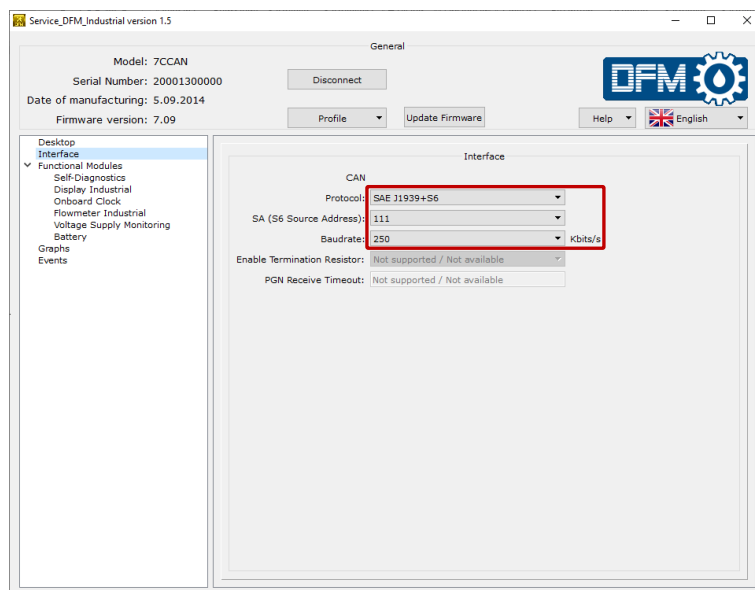 Service_DFM_Industrial version 1.5
General
Model: 7CCAN
Serial Number: 20001300000
Disconnect
Date of manufacturing: 5.09.2014
Firmware version: 7.09
Profile
Update Firmware
DFM
Help
English
Desktop
Interface
Functional Modules
Self-Diagnostics
Display Industrial
Onboard Clock
Flowmeter Industrial
Voltage Supply Monitoring
Battery
Graphs
Events
Interface
CAN
Protocol: SAE J1939+S6
SA (S6 Source Address): 111
Baudrate: 250 Kbits/s
Enable Termination Resistor: Not supported / Not available
PGN Receive Timeout: Not supported / Not available